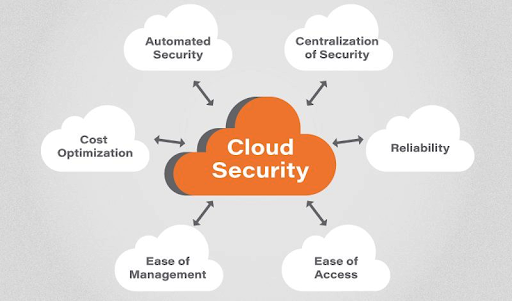 Automated
Security
Centralization
of Security
Cost
Optimization
Cloud
Security
Reliability
Ease of
Management
Ease of
Access